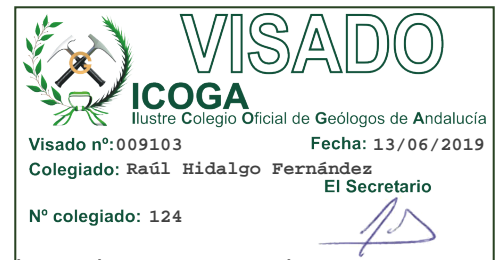 VISADO
ICOGA
Ilustre Colegio Oficial de Geólogos de Andalucía
Visado nº:009103 Fecha: 13/06/2019
Colegiado: Raúl Hidalgo Fernández
El Secretario
Nº colegiado: 124